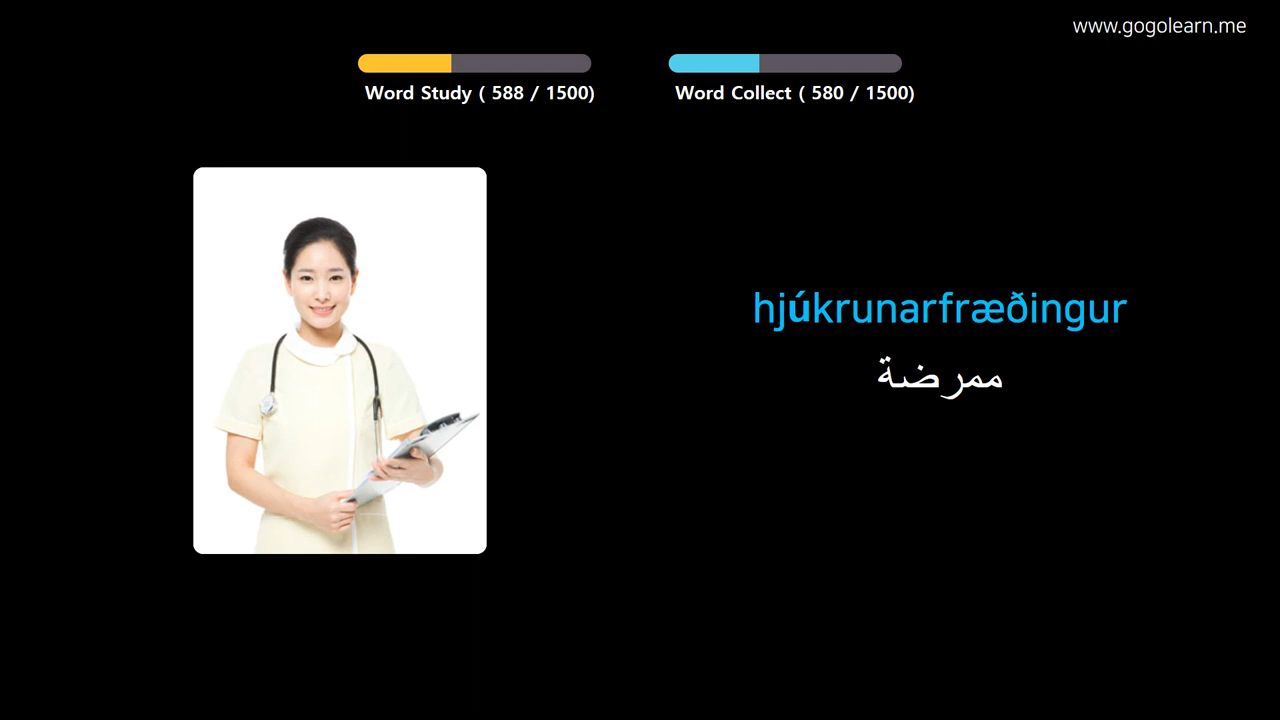 www.gogolearn.me
Word Study ( 588 / 1500)
Word Collect ( 580 / 1500)
hjúkrunarfræðingur
ممرضة